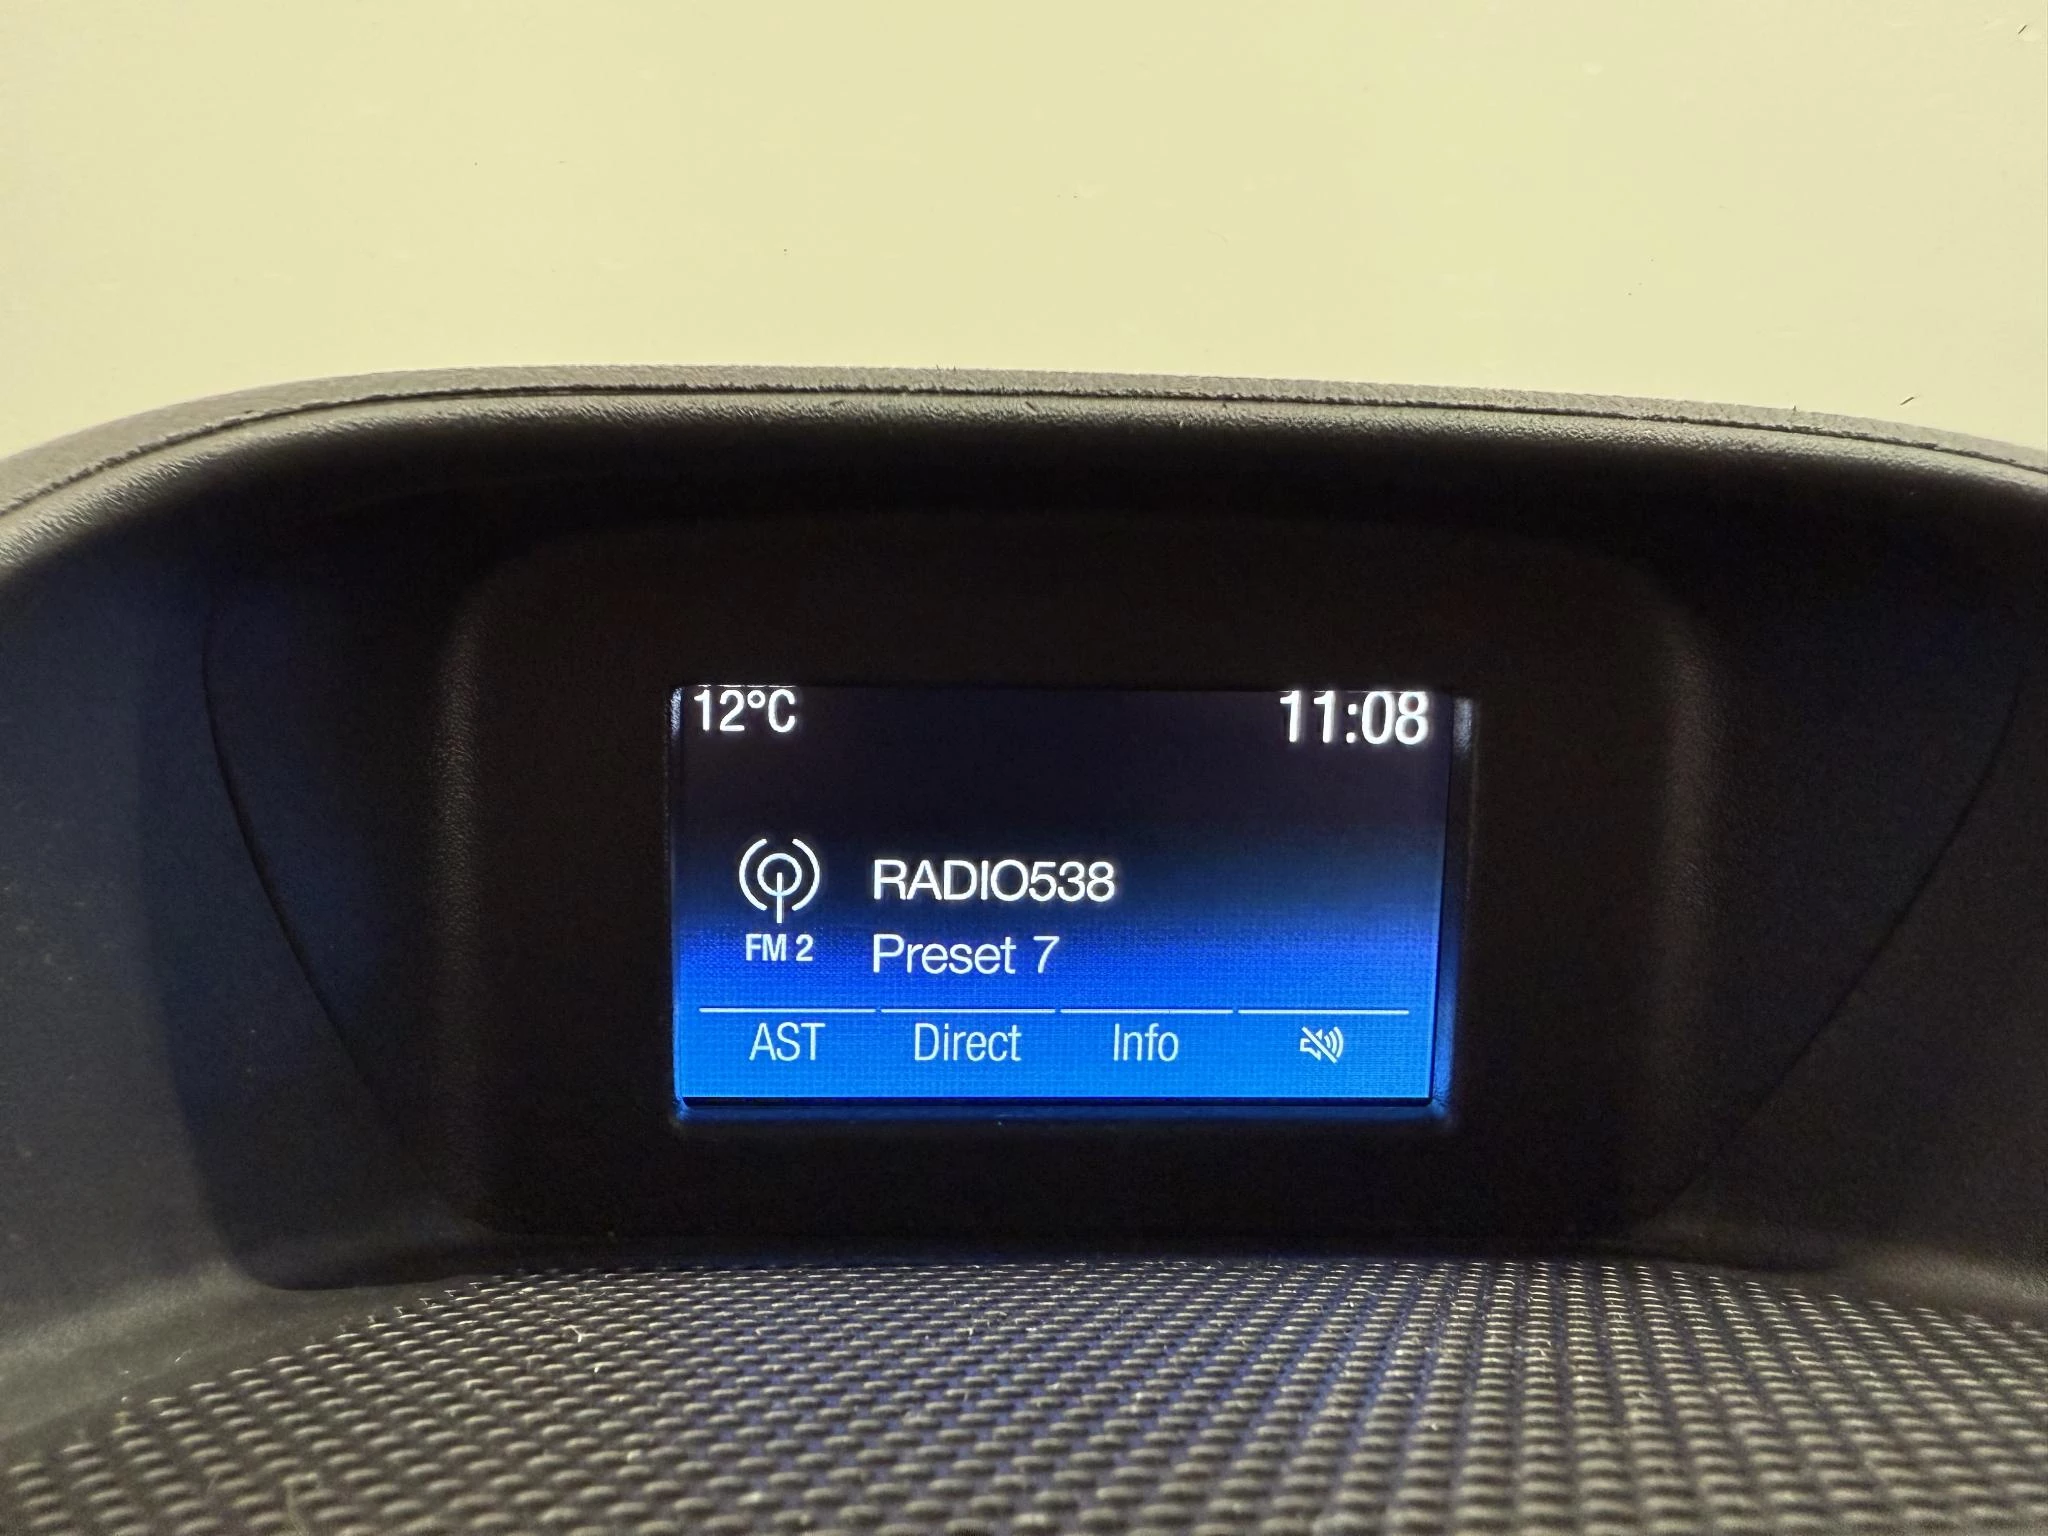 12°C 11:08
RADIO538
FM 2 Preset 7
AST Direct Info